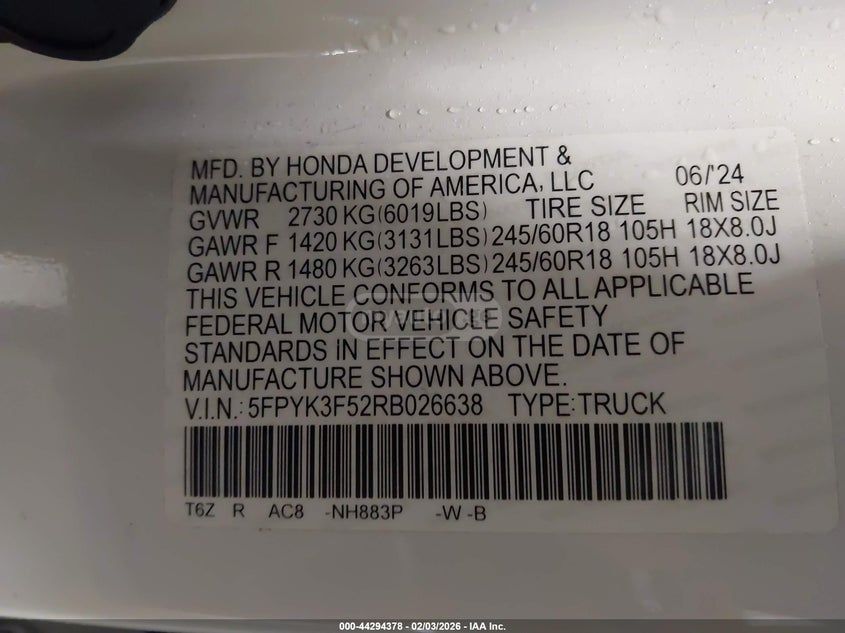 MFD. BY HONDA DEVELOPMENT &
MANUFACTURING OF AMERICA, LLC 06/'24
GVWR 2730 KG(6019LBS) TIRE SIZE RIM SIZE
GAWR F 1420 KG(3131LBS) 245/60R18 105H 18X8.0J
GAWR R 1480 KG(3263LBS) 245/60R18 105H 18X8.0J
THIS VEHICLE CONFORMS TO ALL APPLICABLE
FEDERAL MOTOR VEHICLE SAFETY
STANDARDS IN EFFECT ON THE DATE OF
MANUFACTURE SHOWN ABOVE.
V.I.N.: 5FPYK3F52RB026638 TYPE:TRUCK
T6Z R AC8 -NH883P -W -B
000-44294378 | 02/03/2026 | IAA Inc.